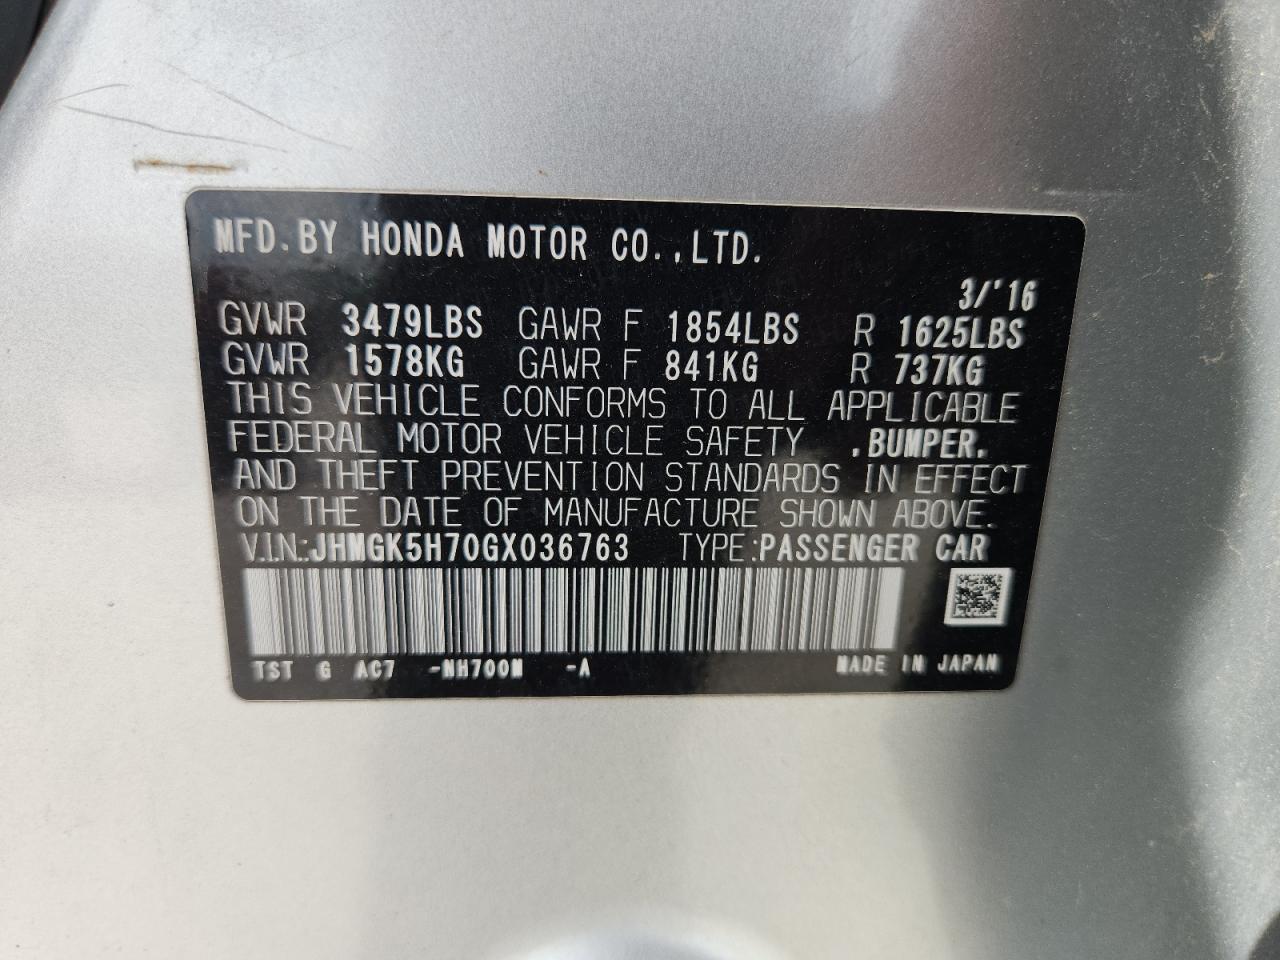 MFD. BY HONDA MOTOR CO., LTD.
3/'16
GVWR 3479LBS GAWR F 1854LBS R 1625LBS
GVWR 1578KG GAWR F 841KG R 737KG
THIS VEHICLE CONFORMS TO ALL APPLICABLE
FEDERAL MOTOR VEHICLE SAFETY .BUMPER.
AND THEFT PREVENTION STANDARDS IN EFFECT
ON THE DATE OF MANUFACTURE SHOWN ABOVE.
V.I.N.:JHMGK5H70GX036763 TYPE:PASSENGER CAR
TST G AC7 -NH700M -A MADE IN JAPAN